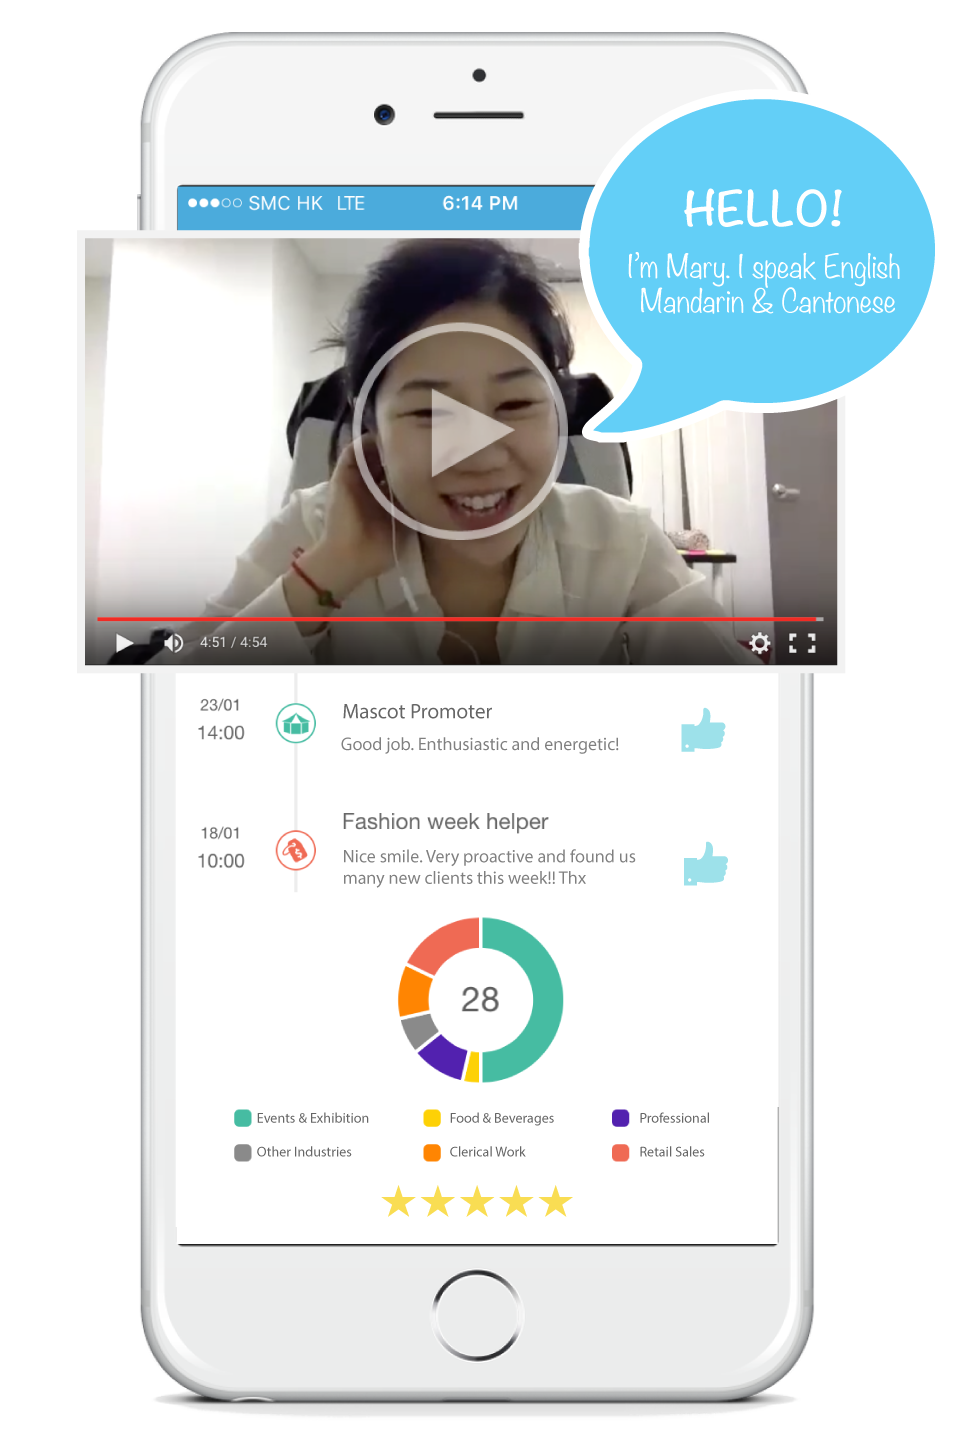 SMC HK LTE 6:14 PM
HELLO!
I'm Mary. I speak English
Mandarin & Cantonese
4:51 / 4:54
23/01
14:00
Mascot Promoter
Good job. Enthusiastic and energetic!
18/01
10:00
Fashion week helper
Nice smile. Very proactive and found us
many new clients this week!! Thx
28
Events & Exhibition Food & Beverages Professional
Other Industries Clerical Work Retail Sales